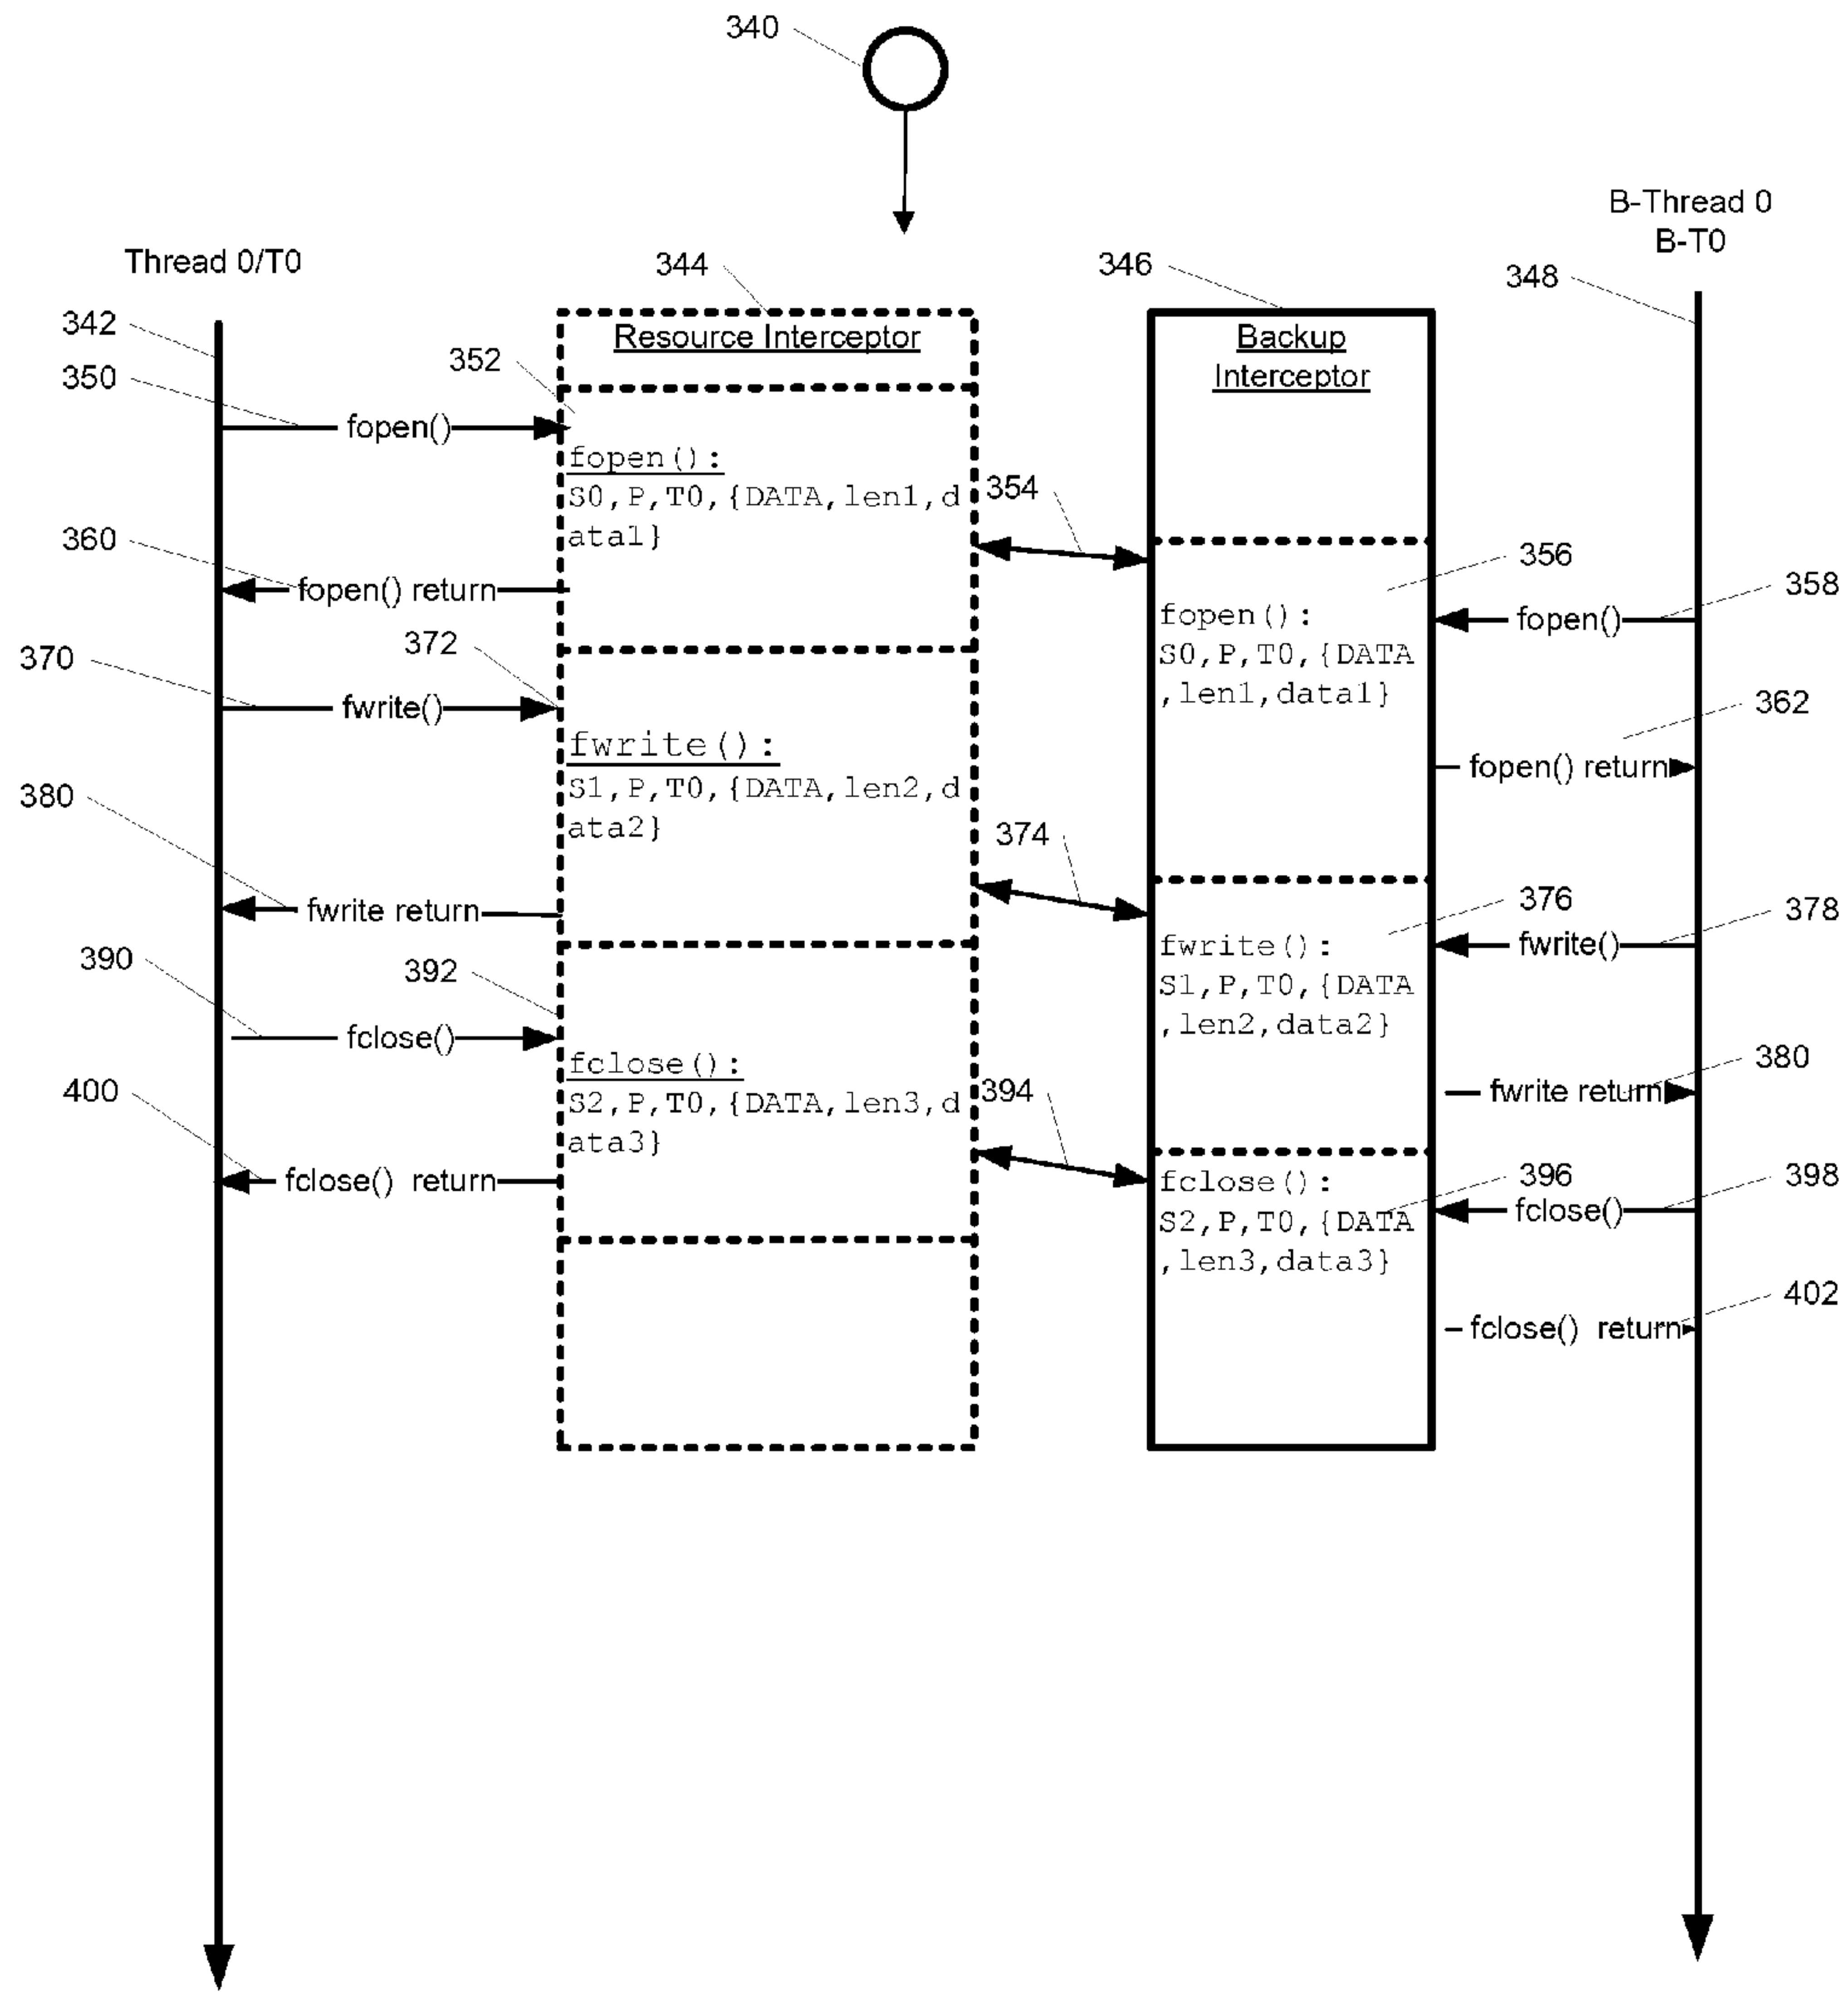 340
B-Thread 0
B-T0
Thread 0/T0
344
346
348
342
Resource Interceptor
Backup
Interceptor
350
352
fopen()
fopen():
S0,P,T0,{DATA,len1,d
ata1}
354
360
fopen() return
356
358
fopen():
S0,P,T0,{DATA
,len1,data1}
fopen()
370
372
fwrite()
362
fopen() return
fwrite():
S1,P,T0,{DATA,len2,d
ata2}
380
374
fwrite return
376
378
fwrite():
S1,P,T0,{DATA
,len2,data2}
fwrite()
390
392
fclose()
fclose():
S2,P,T0,{DATA,len3,d
ata3}
380
fwrite return
400
394
fclose() return
396
398
fclose():
S2,P,T0,{DATA
,len3,data3}
fclose()
402
fclose() return